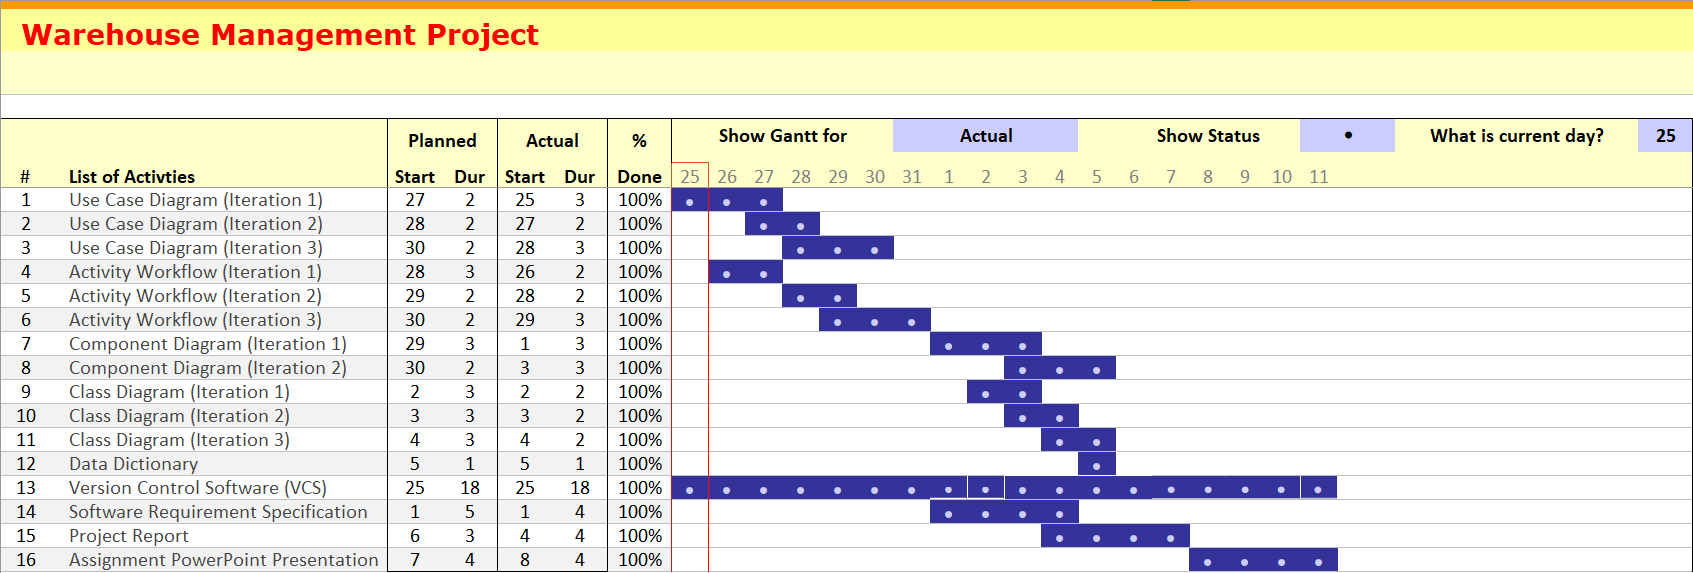 Warehouse Management Project
Planned Actual % Show Gantt for Actual Show Status • What is current day? 25
# List of Activties Start Dur Start Dur Done 25 26 27 28 29 30 31 1 2 3 4 5 6 7 8 9 10 11
1 Use Case Diagram (Iteration 1) 27 2 25 3 100%
2 Use Case Diagram (Iteration 2) 28 2 27 2 100%
3 Use Case Diagram (Iteration 3) 30 2 28 3 100%
4 Activity Workflow (Iteration 1) 28 3 26 2 100%
5 Activity Workflow (Iteration 2) 29 2 28 2 100%
6 Activity Workflow (Iteration 3) 30 2 29 3 100%
7 Component Diagram (Iteration 1) 29 3 1 3 100%
8 Component Diagram (Iteration 2) 30 2 3 3 100%
9 Class Diagram (Iteration 1) 2 3 2 2 100%
10 Class Diagram (Iteration 2) 3 3 3 2 100%
11 Class Diagram (Iteration 3) 4 3 4 2 100%
12 Data Dictionary 5 1 5 1 100%
13 Version Control Software (VCS) 25 18 25 18 100%
14 Software Requirement Specification 1 5 1 4 100%
15 Project Report 6 3 4 4 100%
16 Assignment PowerPoint Presentation 7 4 8 4 100%